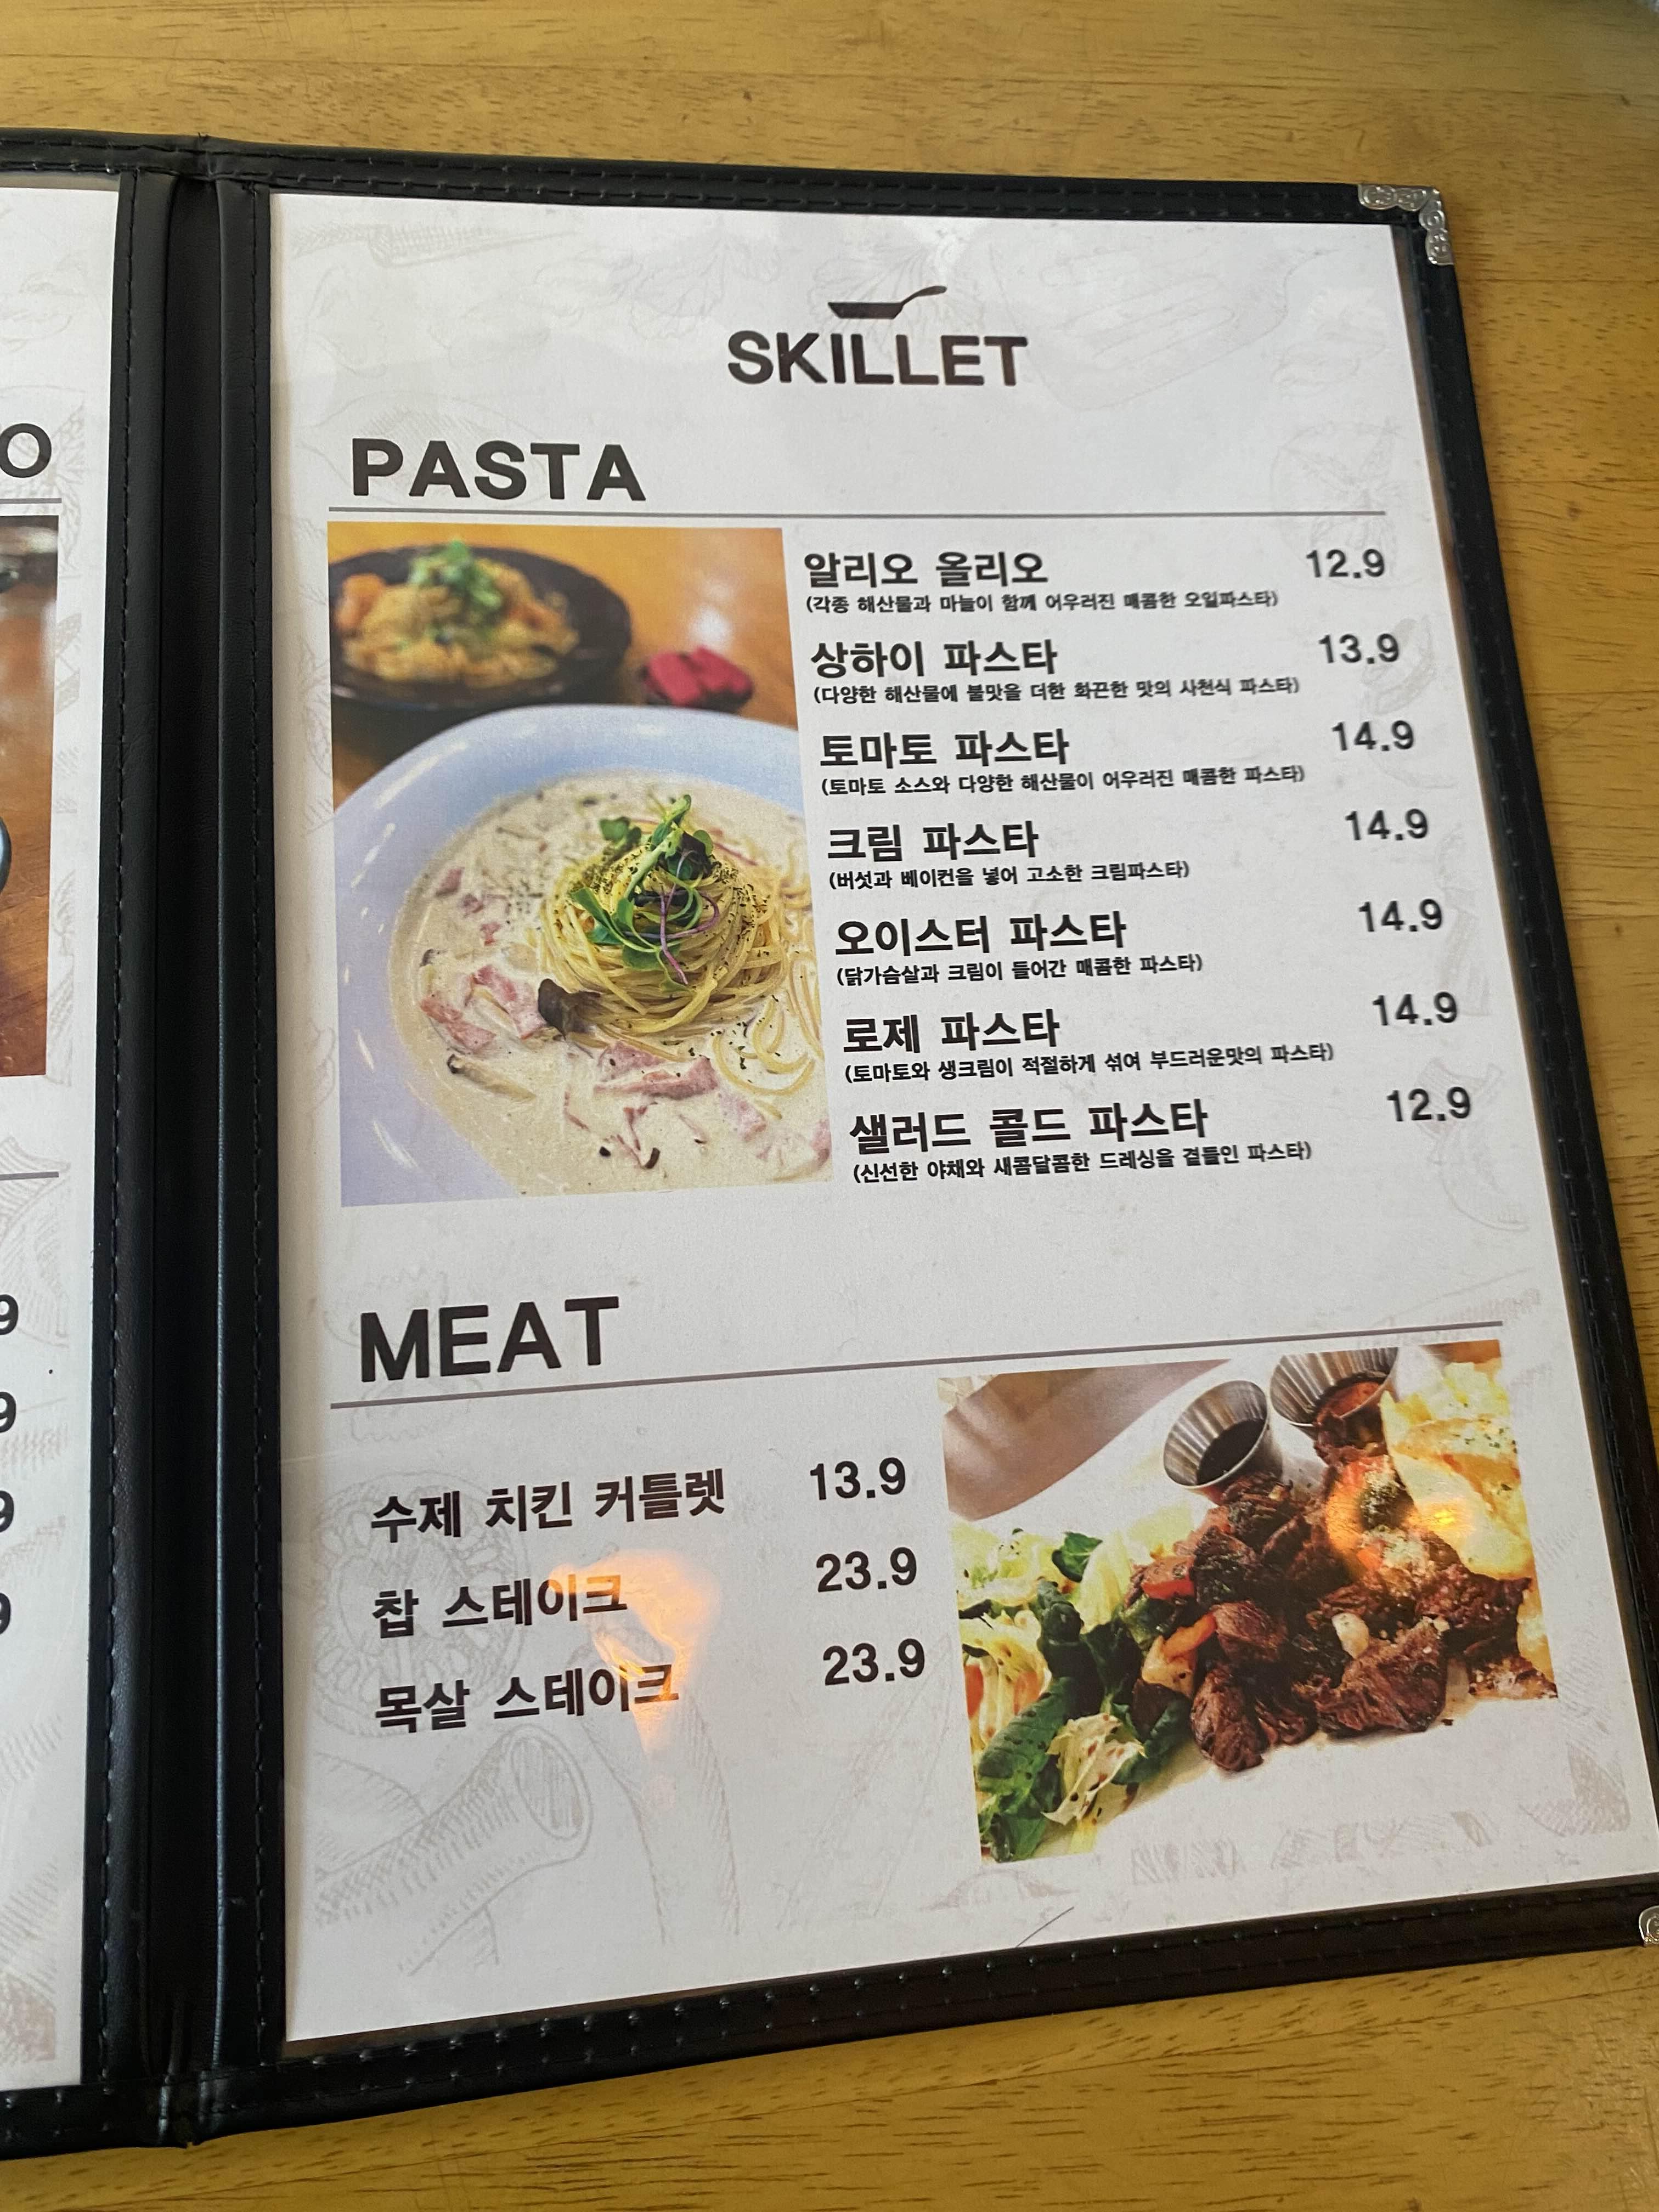 O
9
9
9
9
SKILLET
PASTA
알리오 올리오 12.9
(각종 해산물과 마늘이 함께 어우러진 매콤한 오일파스타)
상하이 파스타 13.9
(다양한 해산물에 불맛을 더한 화끈한 맛의 사천식 파스타)
토마토 파스타 14.9
(토마토 소스와 다양한 해산물이 어우러진 매콤한 파스타)
크림 파스타 14.9
(버섯과 베이컨을 넣어 고소한 크림파스타)
오이스터 파스타 14.9
(닭가슴살과 크림이 들어간 매콤한 파스타)
로제 파스타 14.9
(토마토와 생크림이 적절하게 섞여 부드러운맛의 파스타)
샐러드 콜드 파스타 12.9
(신선한 야채와 새콤달콤한 드레싱을 곁들인 파스타)
MEAT
수제 치킨 커틀렛 13.9
찹 스테이크 23.9
목살 스테이크 23.9